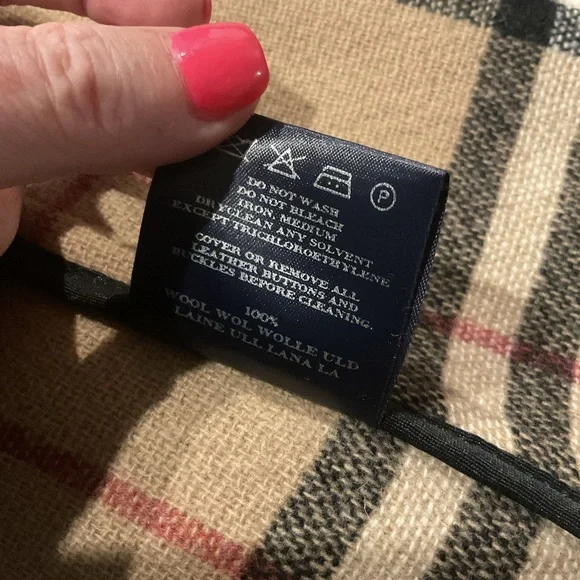 P
DO NOT WASH
DO NOT BLEACH
IRON, MEDIUM
DRYCLEAN ANY SOLVENT
EXCEPT TRICHLOROETHYLENE
COVER OR REMOVE ALL
LEATHER BUTTONS AND
BUCKLES BEFORE CLEANING.
100%
WOOL WOL WOLLE ULD
LAINE ULL LANA LA